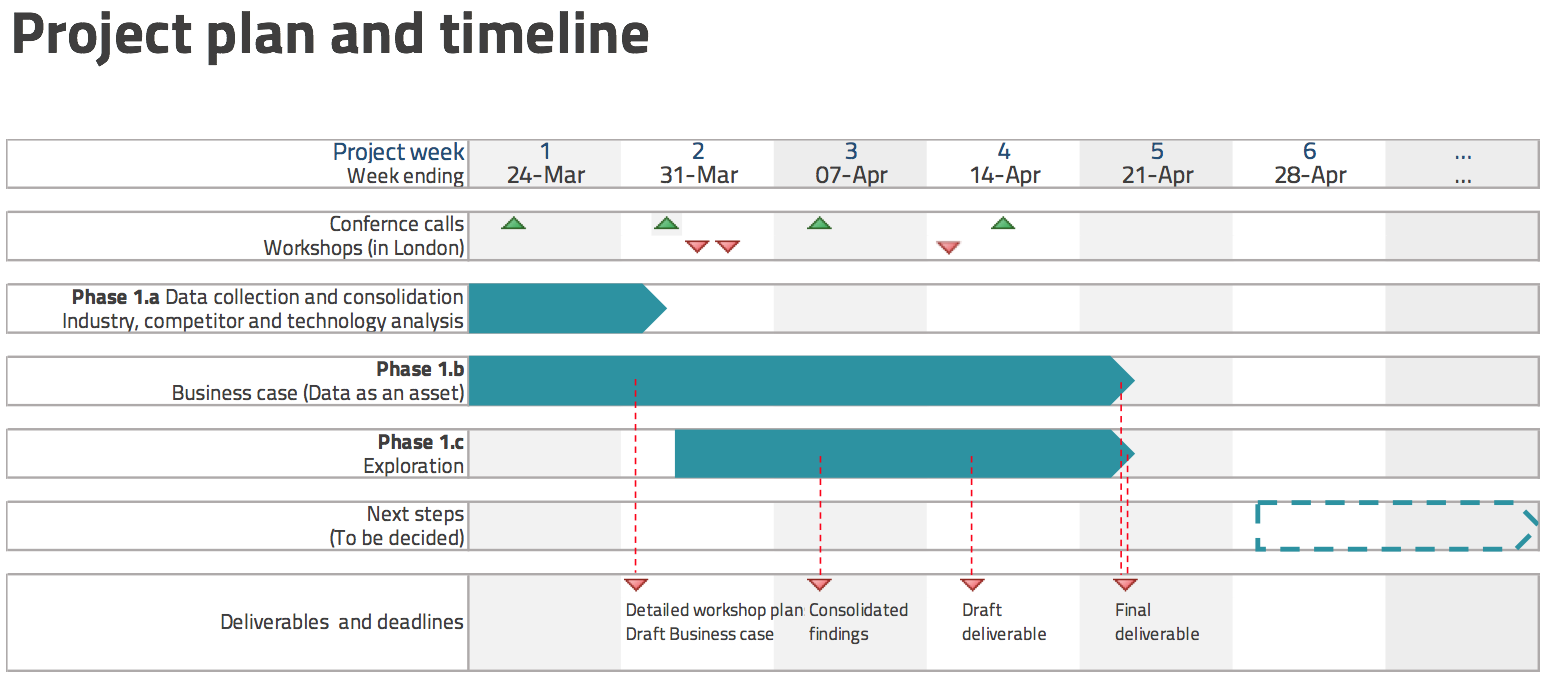 Project plan and timeline
Project week 1 2 3 4 5 6 ...
Week ending 24-Mar 31-Mar 07-Apr 14-Apr 21-Apr 28-Apr ...
Confernce calls
Workshops (in London)
Phase 1.a Data collection and consolidation
Industry, competitor and technology analysis
Phase 1.b
Business case (Data as an asset)
Phase 1.c
Exploration
Next steps
(To be decided)
Deliverables and deadlines
Detailed workshop plan
Draft Business case
Consolidated
findings
Draft
deliverable
Final
deliverable